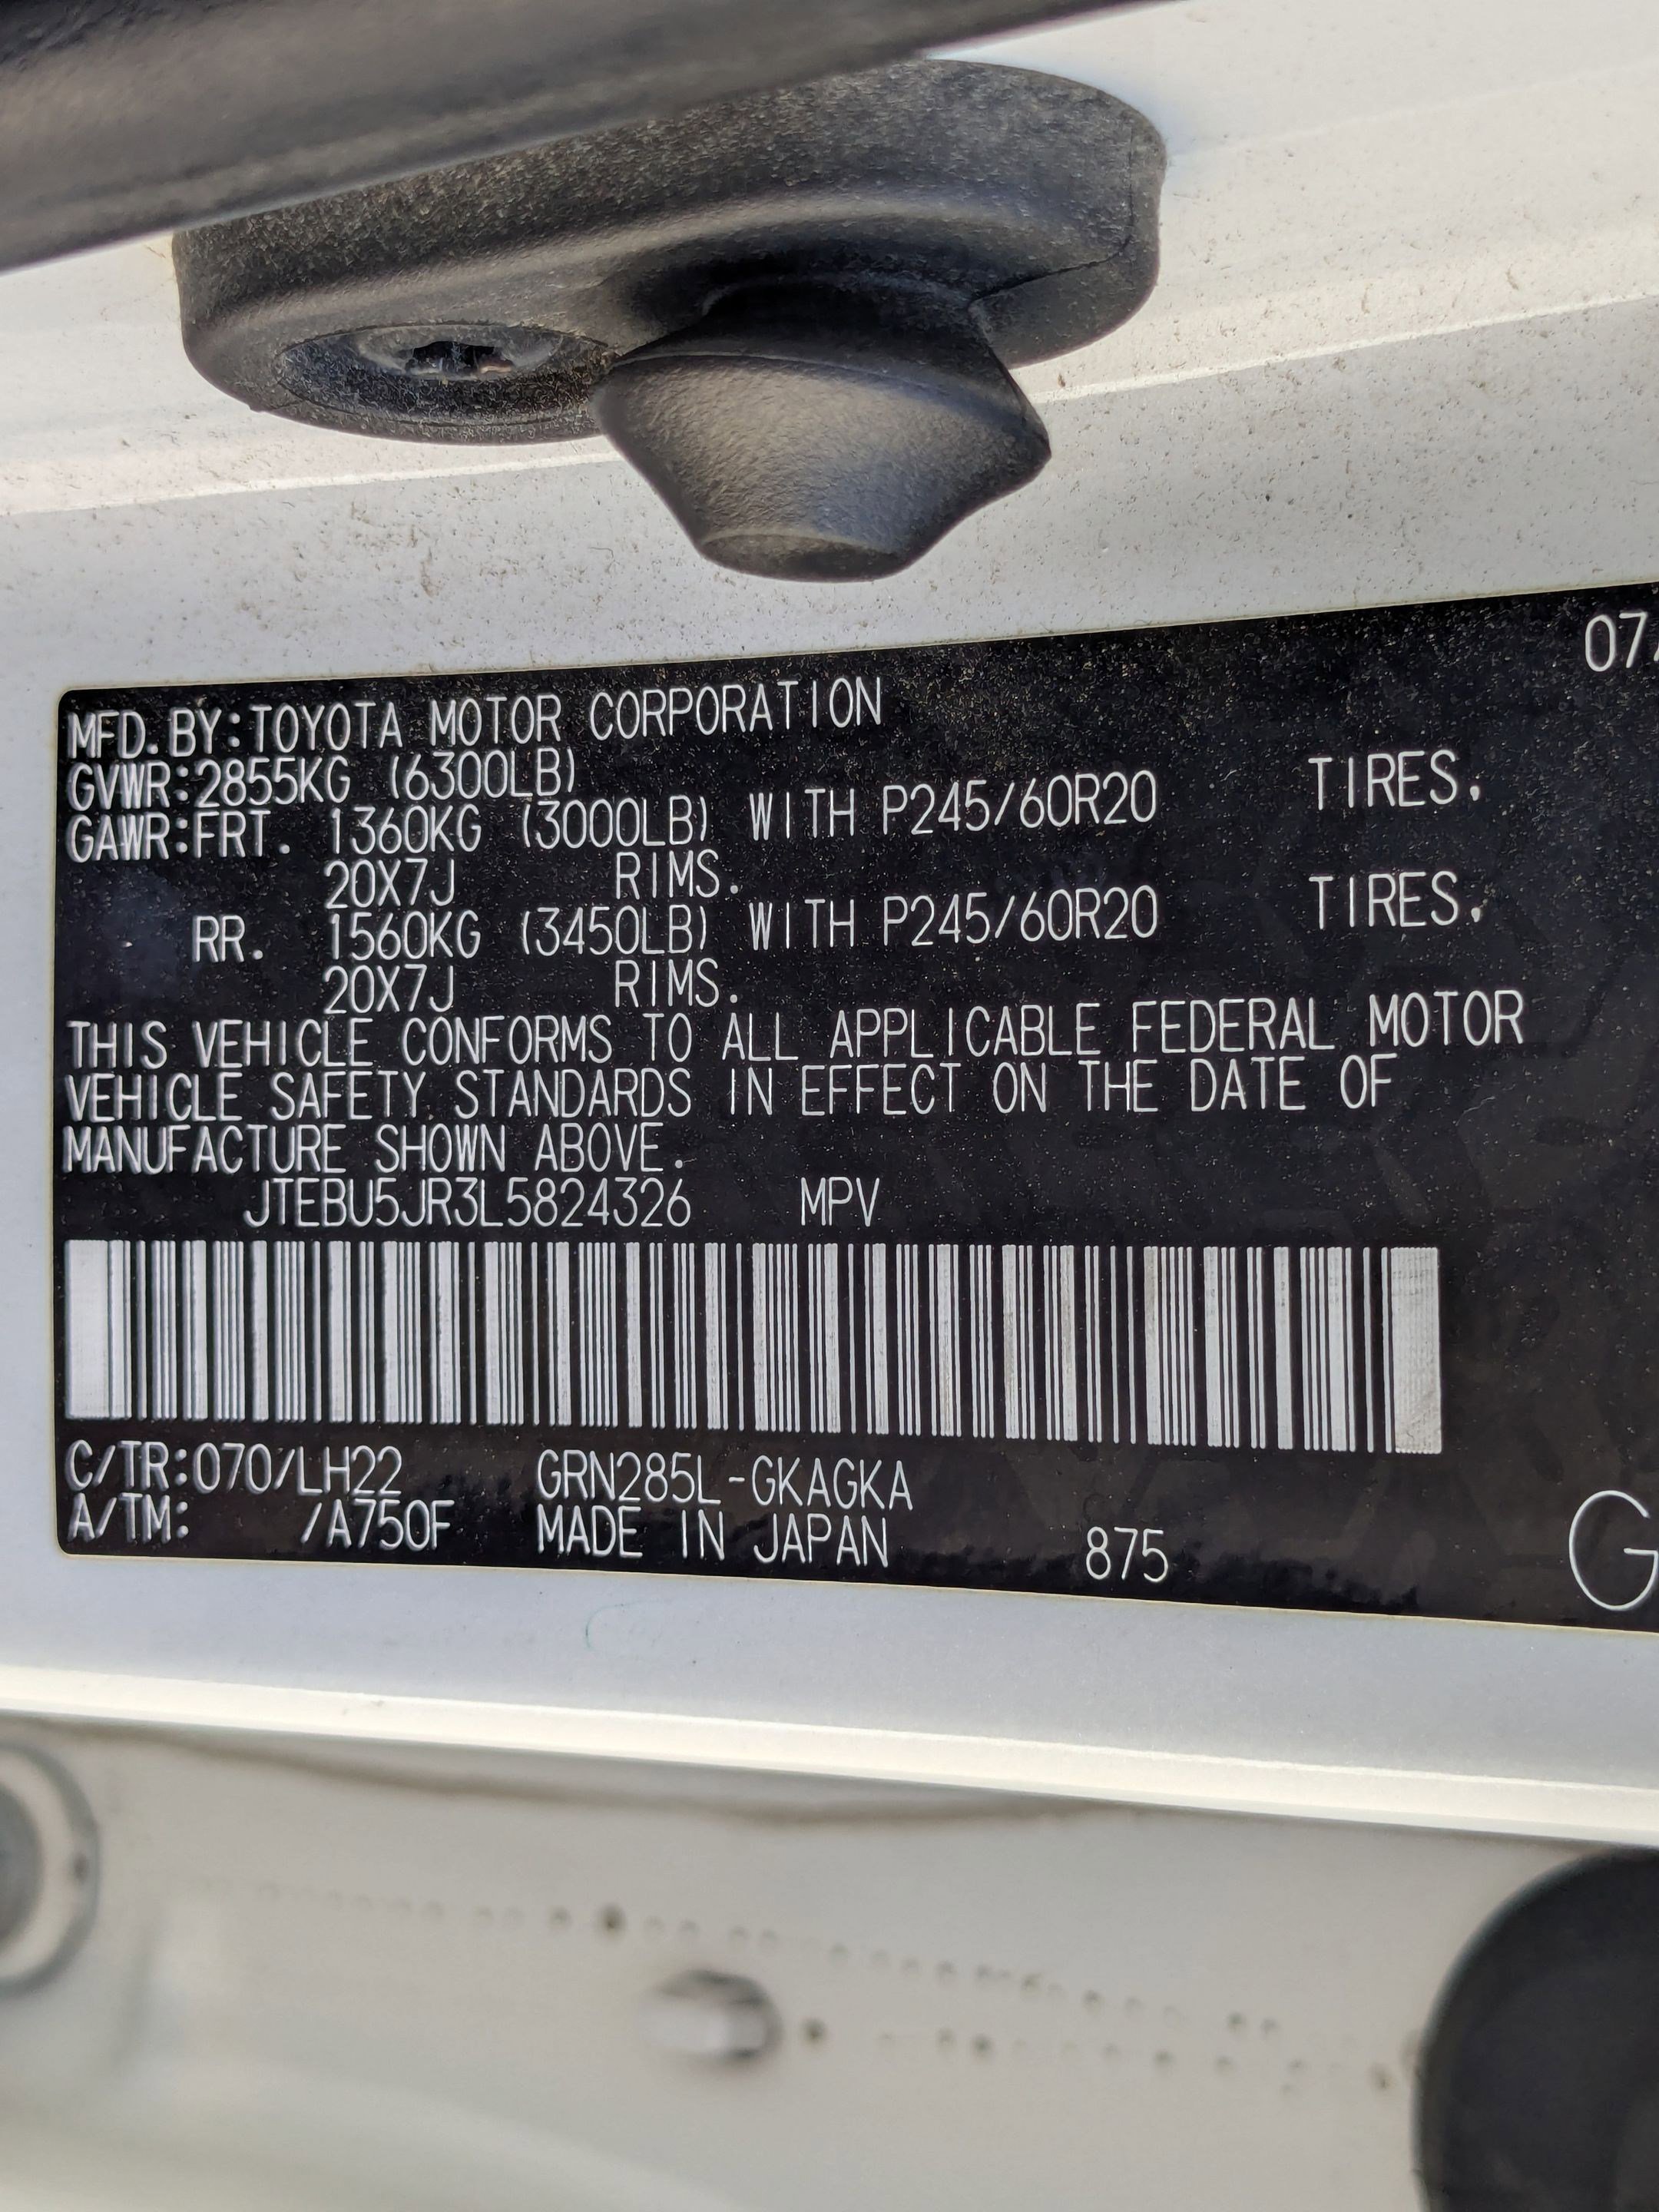 07
MFD.BY:TOYOTA MOTOR CORPORATION
GVWR:2855KG (6300LB)
GAWR:FRT. 1360KG (3000LB) WITH P245/60R20 TIRES,
20X7J RIMS.
RR. 1560KG (3450LB) WITH P245/60R20 TIRES,
20X7J RIMS.
THIS VEHICLE CONFORMS TO ALL APPLICABLE FEDERAL MOTOR
VEHICLE SAFETY STANDARDS IN EFFECT ON THE DATE OF
MANUFACTURE SHOWN ABOVE.
JTEBU5JR3L5824326 MPV
C/TR:070/LH22 GRN285L-GKAGKA
A/TM: /A750F MADE IN JAPAN 875
G